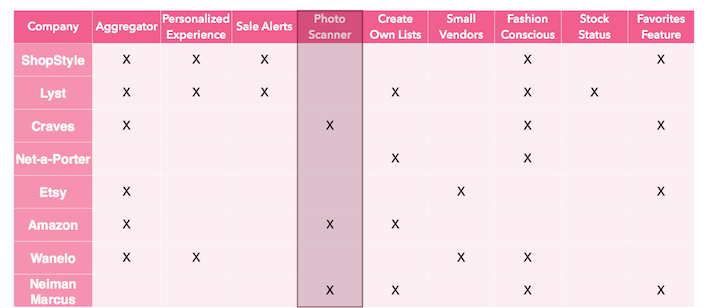 Company Aggregator Personalized Experience Sale Alerts Photo Scanner Create Own Lists Small Vendors Fashion Conscious Stock Status Favorites Feature
ShopStyle X X X X X
Lyst X X X X X X
Craves X X X X
Net-a-Porter X X
Etsy X X X
Amazon X X X
Wanelo X X X X
Neiman Marcus X X X X